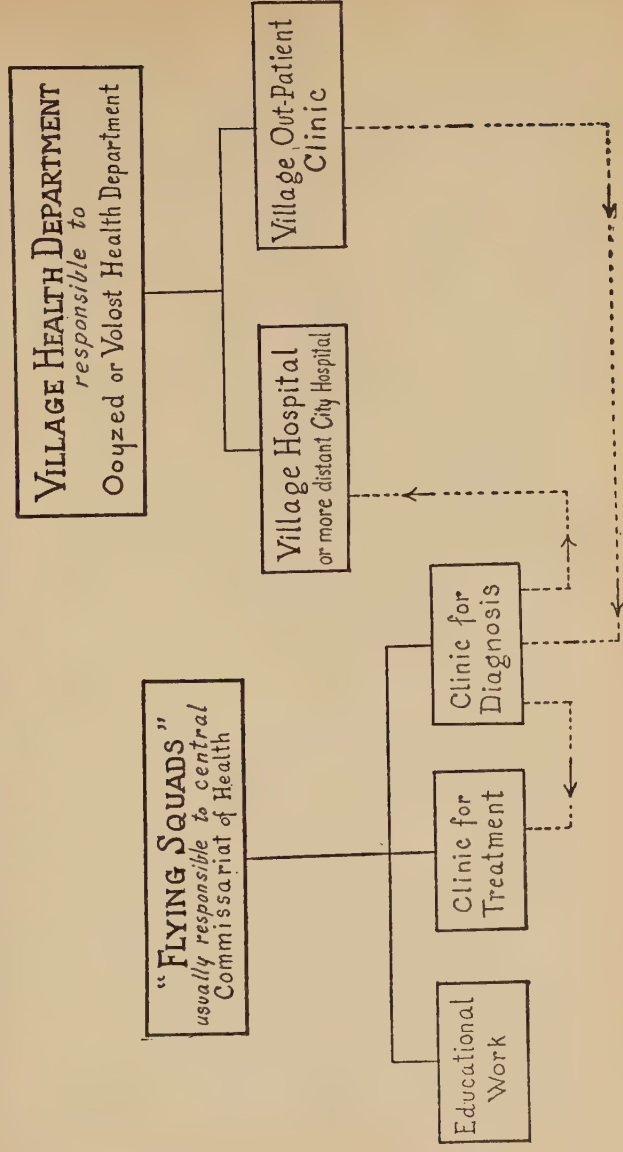 VILLAGE HEALTH DEPARTMENT
responsible to
Ooyzed or Volost Health Department
Village Hospital
or more distant City Hospital
Village Out-Patient
Clinic
"FLYING SQUADS"
usually responsible to central
Commissariat of Health
Educational
Work
Clinic for
Treatment
Clinic for
Diagnosis